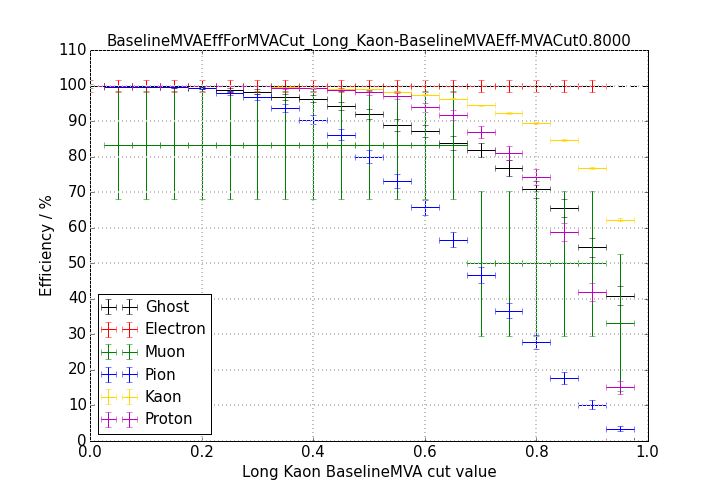 BaselineMVAEffForMVACut_Long_Kaon-BaselineMVAEff-MVACut0.8000
110
100
90
80
70
60
50
40
30
20
10
0
Efficiency / %
Ghost
Electron
Muon
Pion
Kaon
Proton
0.0 0.2 0.4 0.6 0.8 1.0
Long Kaon BaselineMVA cut value